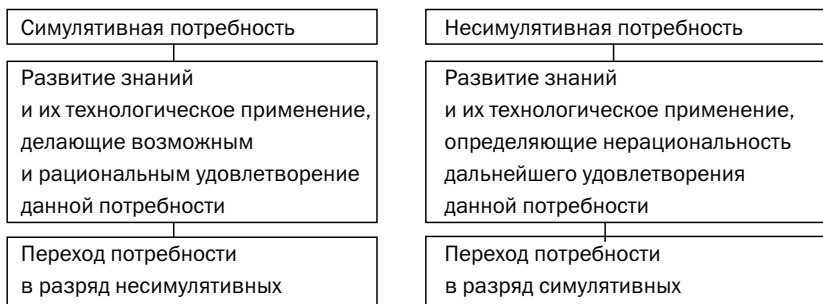 Симулятивная потребность
Развитие знаний
и их технологическое применение,
делающие возможным
и рациональным удовлетворение
данной потребности
Переход потребности
в разряд несимулятивных
Несимулативная потребность
Развитие знаний
и их технологическое применение,
определяющие нерациональность
дальнейшего удовлетворения
данной потребности
Переход потребности
в разряд симулятивных